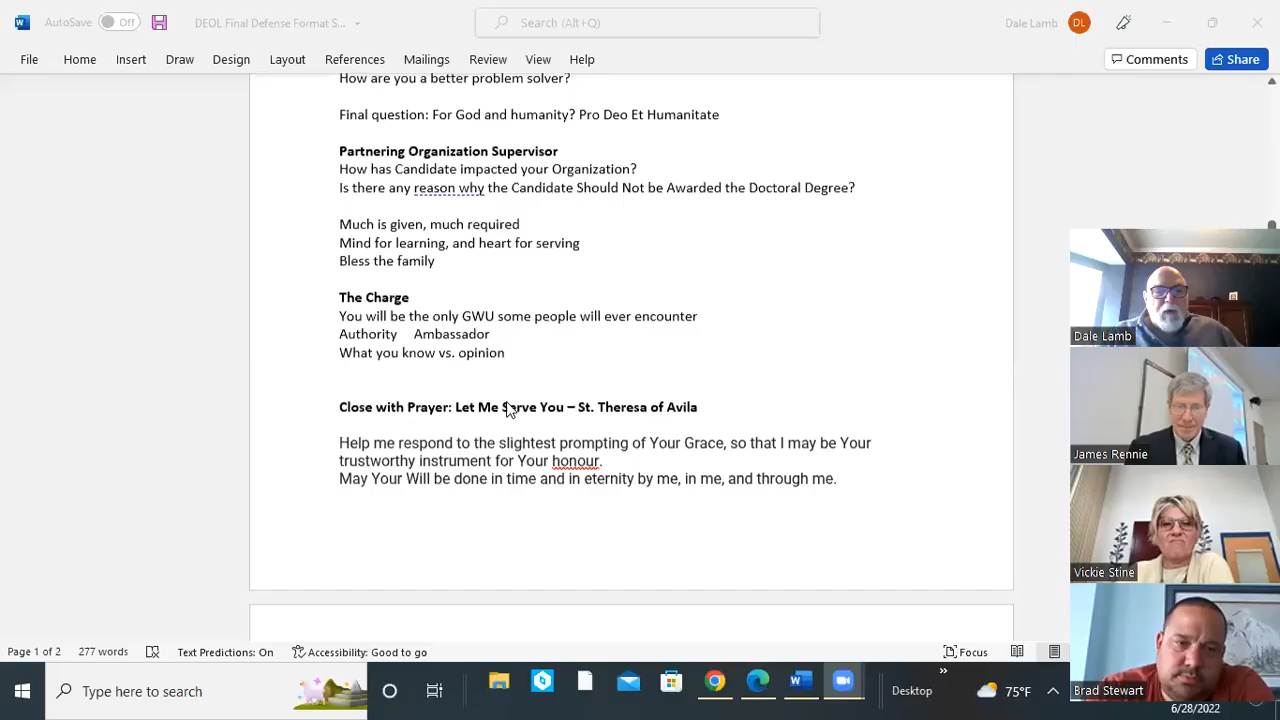 AutoSave Off DEOL Final Defense Format S... Search (Alt+Q) Dale Lamb DL
File Home Insert Draw Design Layout References Mailings Review View Help Comments Share
How are you a better problem solver?
Final question: For God and humanity? Pro Deo Et Humanitate
Partnering Organization Supervisor
How has Candidate impacted your Organization?
Is there any reason why the Candidate Should Not be Awarded the Doctoral Degree?
Much is given, much required
Mind for learning, and heart for serving
Bless the family
The Charge
You will be the only GWU some people will ever encounter
Authority Ambassador
What you know vs. opinion
Close with Prayer: Let Me Serve You – St. Theresa of Avila
Help me respond to the slightest prompting of Your Grace, so that I may be Your
trustworthy instrument for Your honour.
May Your Will be done in time and in eternity by me, in me, and through me.
Dale Lamb
James Rennie
Vickie Stine
Brad Stewart
Page 1 of 2 277 words Text Predictions: On Accessibility: Good to go Focus
Type here to search Desktop 75°F
6/28/2022